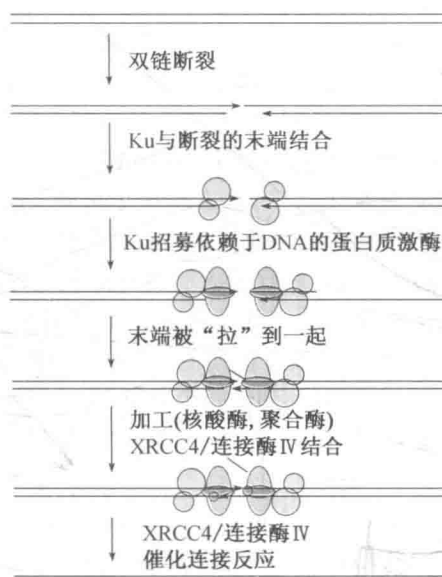 双链断裂
Ku与断裂的末端结合
Ku招募依赖于DNA的蛋白质激酶
末端被“拉”到一起
加工(核酸酶,聚合酶)
XRCC4/连接酶Ⅳ结合
XRCC4/连接酶Ⅳ
催化连接反应